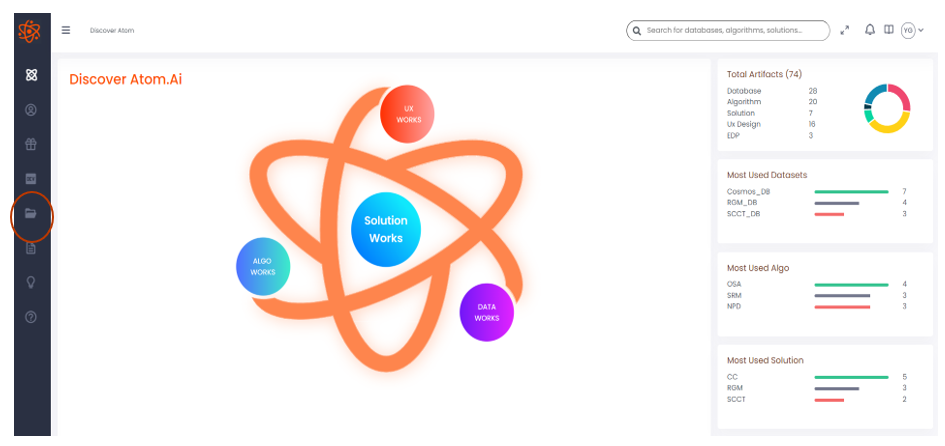 Discover Atom
Search for databases, algorithms, solutions...
YG
Discover Atom.Ai
UX
WORKS
Solution
Works
ALGO
WORKS
DATA
WORKS
Total Artifacts (74)
Database 28
Algorithm 20
Solution 7
Ux Design 16
EDP 3
Most Used Datasets
Cosmos_DB 7
RGM_DB 4
SCCT_DB 3
Most Used Algo
OSA 4
SRM 3
NPD 3
Most Used Solution
CC 5
RGM 3
SCCT 2